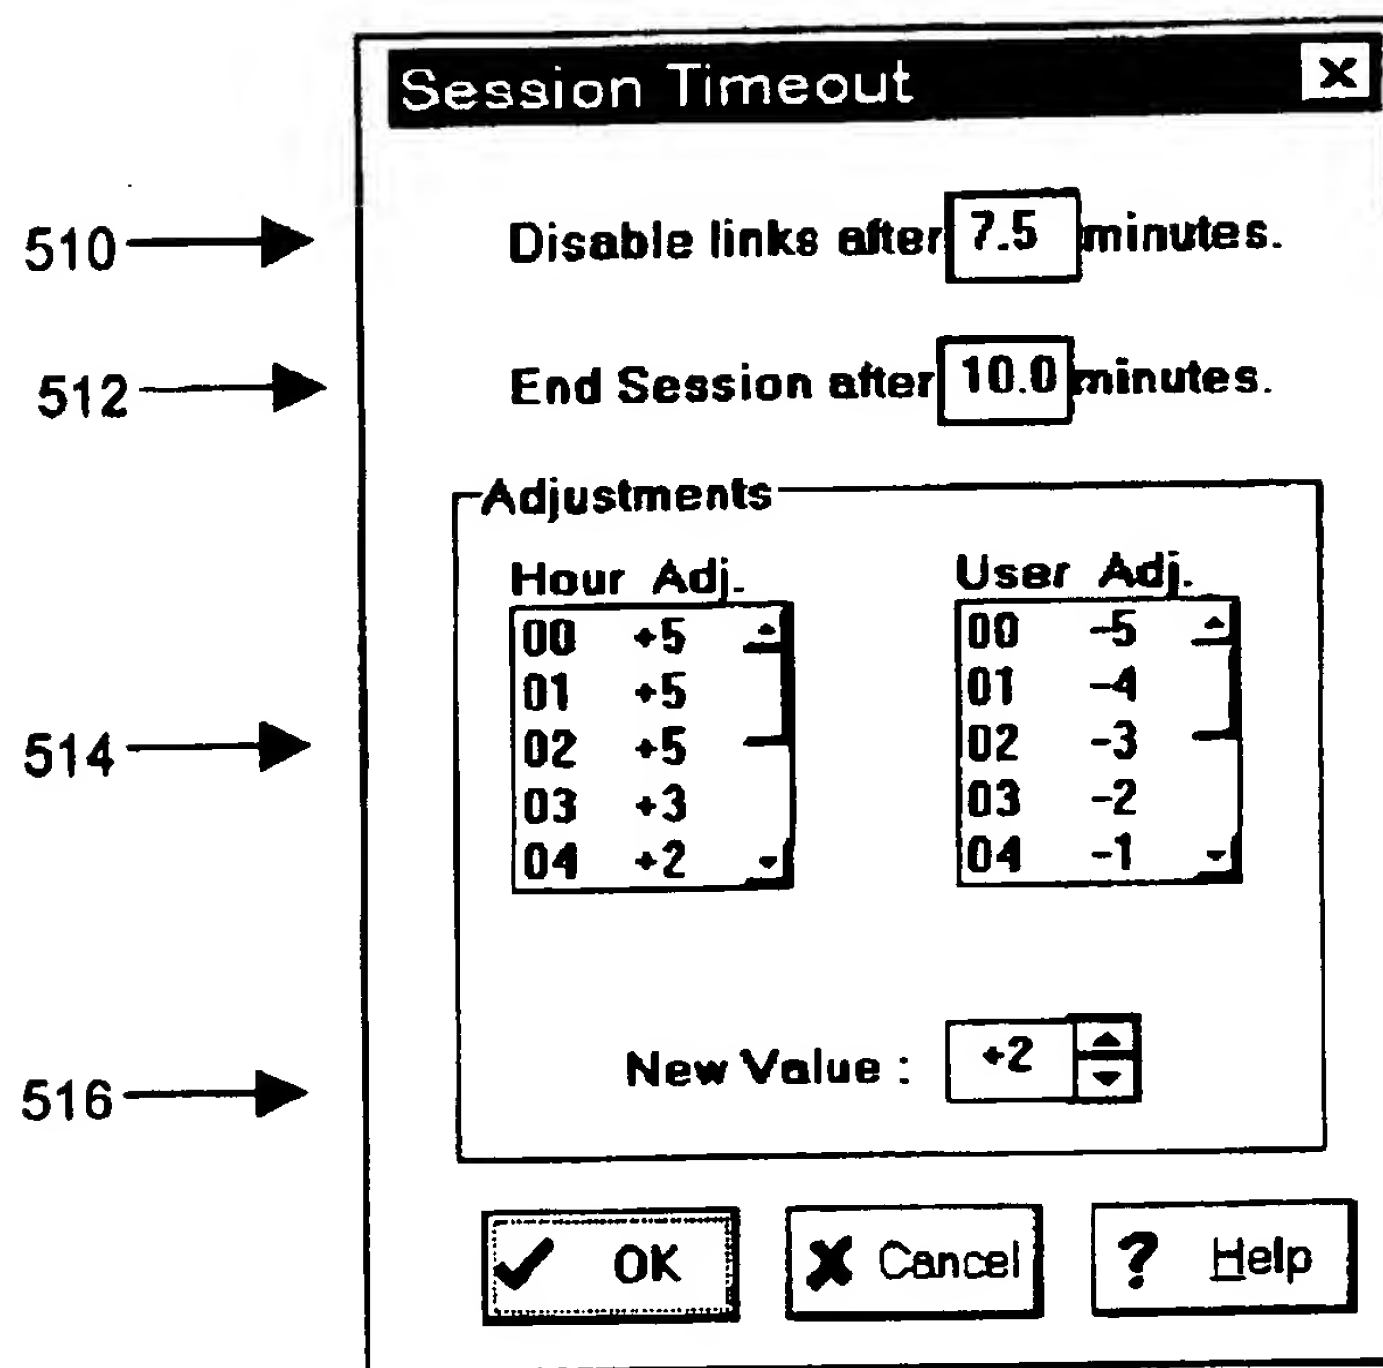 Session Timeout X
510 Disable links after 7.5 minutes.
512 End Session after 10.0 minutes.
Adjustments
Hour Adj. User Adj.
00 +5 00 -5
01 +5 01 -4
514 02 +5 02 -3
03 +3 03 -2
04 +2 04 -1
516 New Value : +2
OK Cancel ? Help